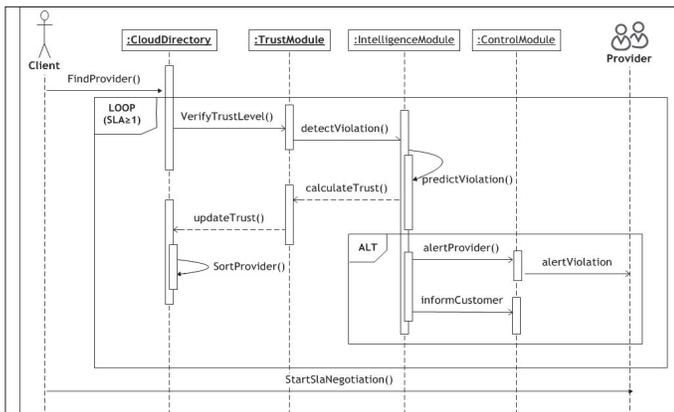 :CloudDirectory
:TrustModule
:IntelligenceModule
:ControlModule
Client
Provider
FindProvider()
LOOP
(SLA≥1)
VerifyTrustLevel()
detectViolation()
predictViolation()
calculateTrust()
updateTrust()
ALT
alertProvider()
alertViolation
SortProvider()
informCustomer
StartSlaNegotiation()